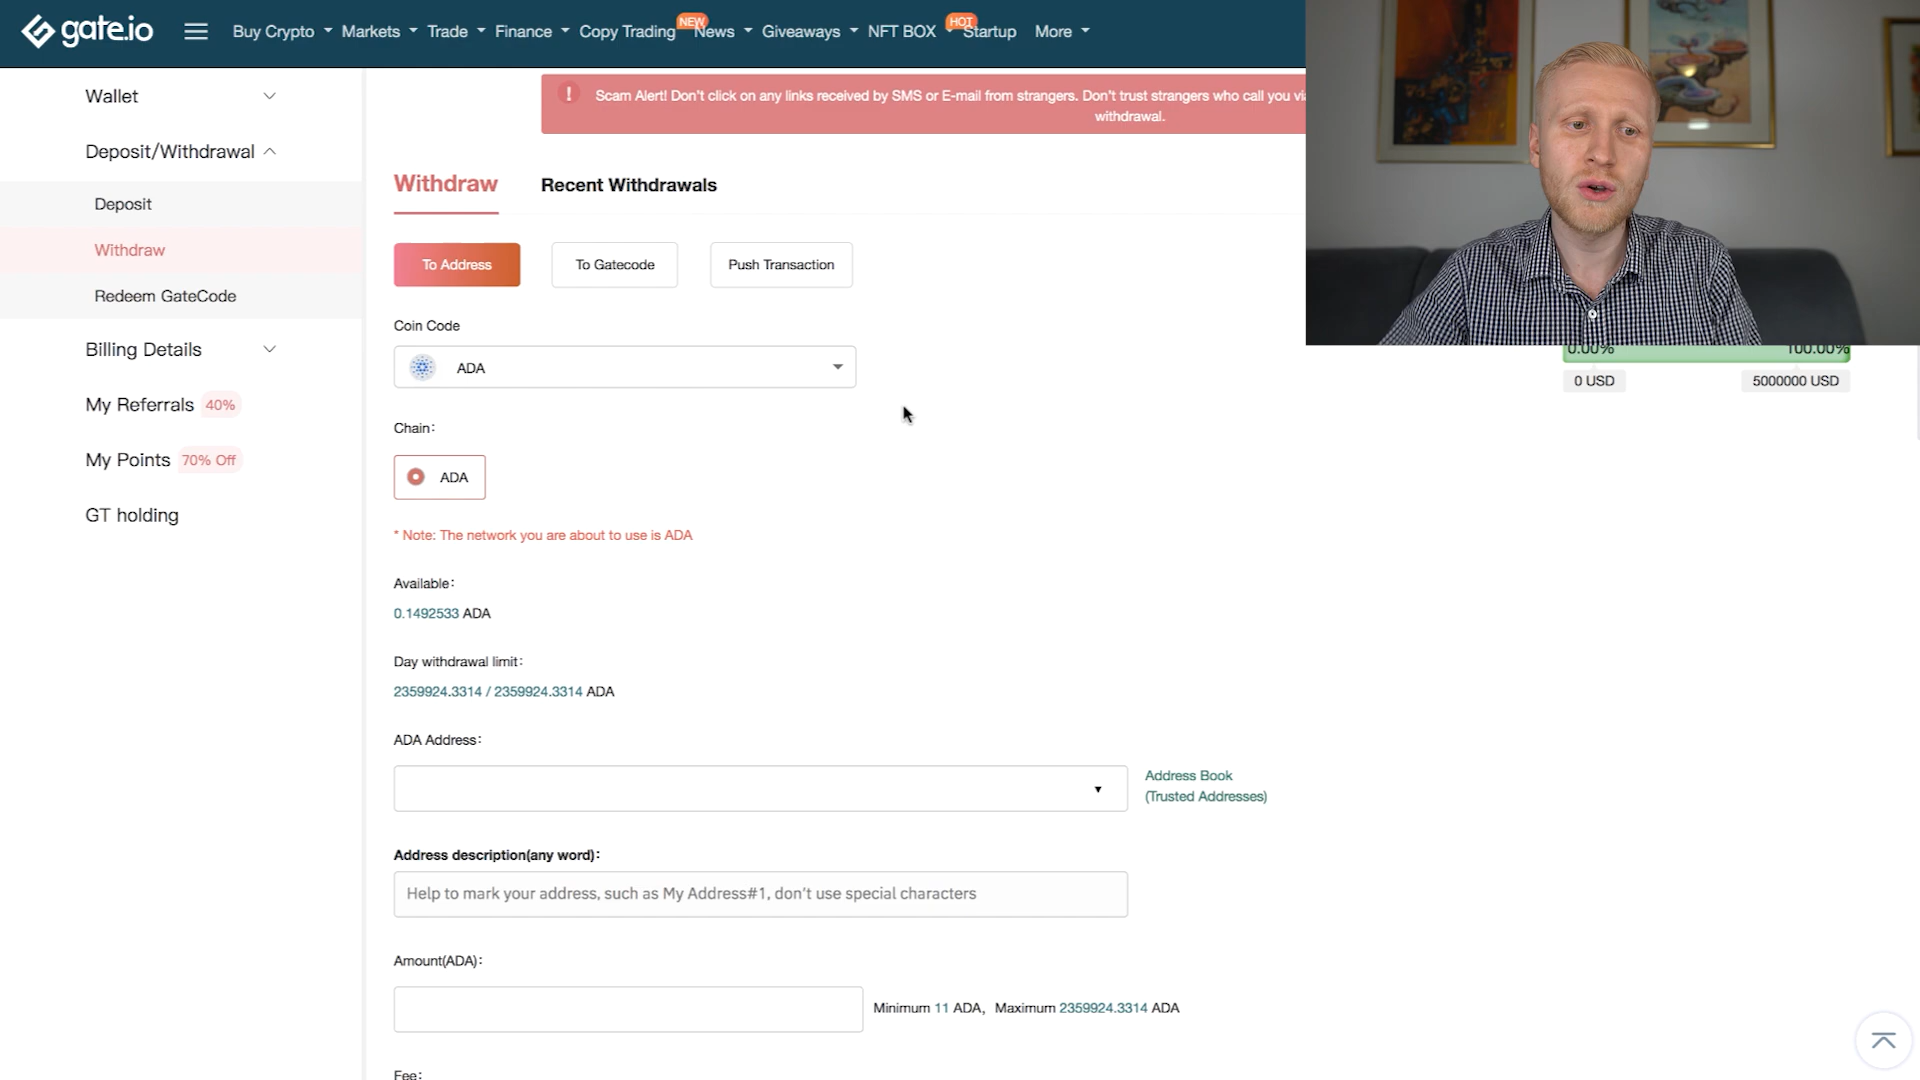 gate.io
Buy Crypto
Markets
Trade
Finance
Copy Trading
NEW
News
Giveaways
NFT BOX
HOT
Startup
More
Wallet
Deposit/Withdrawal
Deposit
Withdraw
Redeem GateCode
Billing Details
My Referrals 40%
My Points 70% Off
GT holding
! Scam Alert! Don't click on any links received by SMS or E-mail from strangers. Don't trust strangers who call you
withdrawal.
Withdraw
Recent Withdrawals
To Address
To Gatecode
Push Transaction
Coin Code
ADA
Chain:
ADA
* Note: The network you are about to use is ADA
Available:
0.1492533 ADA
Day withdrawal limit:
2359924.3314 / 2359924.3314 ADA
ADA Address:
Address Book
(Trusted Addresses)
Address description(any word):
Help to mark your address, such as My Address#1, don't use special characters
Amount(ADA):
Minimum 11 ADA, Maximum 2359924.3314 ADA
Fee:
0.00%
100.00%
0 USD
5000000 USD